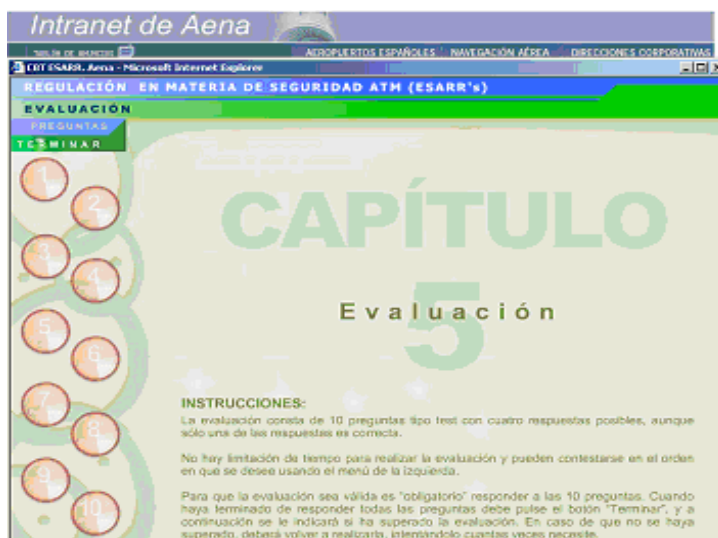 Intranet de Aena
TABLÓN DE ANUNCIOS
AEROPUERTOS ESPAÑOLES NAVEGACIÓN AÉREA DIRECCIONES CORPORATIVAS
CBT ESARR. Aena - Microsoft Internet Explorer
REGULACIÓN EN MATERIA DE SEGURIDAD ATM (ESARR's)
EVALUACIÓN
PREGUNTAS
TERMINAR
1
2
3
4
5
6
7
8
9
10
CAPÍTULO
5
Evaluación
INSTRUCCIONES:
La evaluación consta de 10 preguntas tipo test con cuatro respuestas posibles, aunque
sólo una de las respuestas es correcta.
No hay limitación de tiempo para realizar la evaluación y pueden contestarse en el orden
en que se desee usando el menú de la izquierda.
Para que la evaluación sea válida es "obligatorio" responder a las 10 preguntas. Cuando
haya terminado de responder todas las preguntas debe pulse el botón "Terminar", y a
continuación se le indicará si ha superado la evaluación. En caso de que no se haya
superado, deberá volver a realizarla, intentándolo cuantas veces necesite.